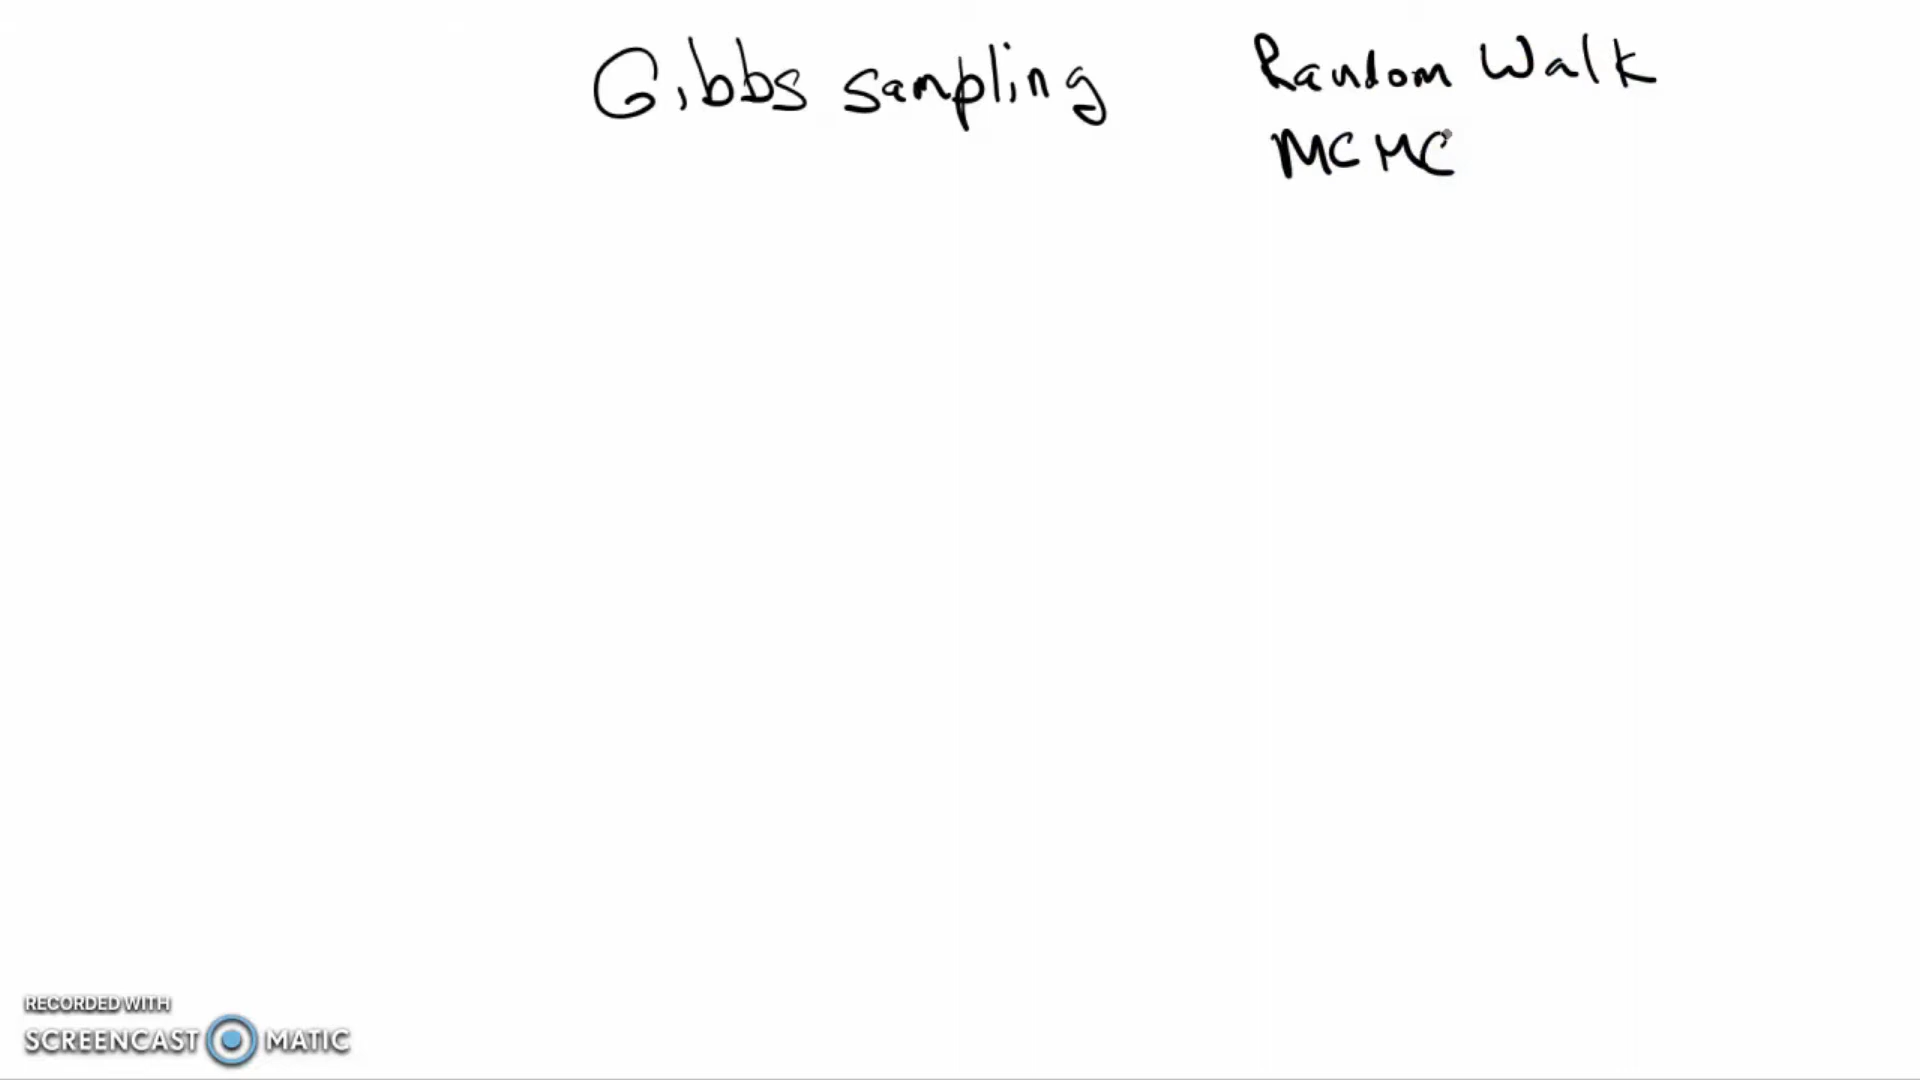 Gibbs sampling
Random Walk
MCMC
RECORDED WITH
SCREENCAST MATIC